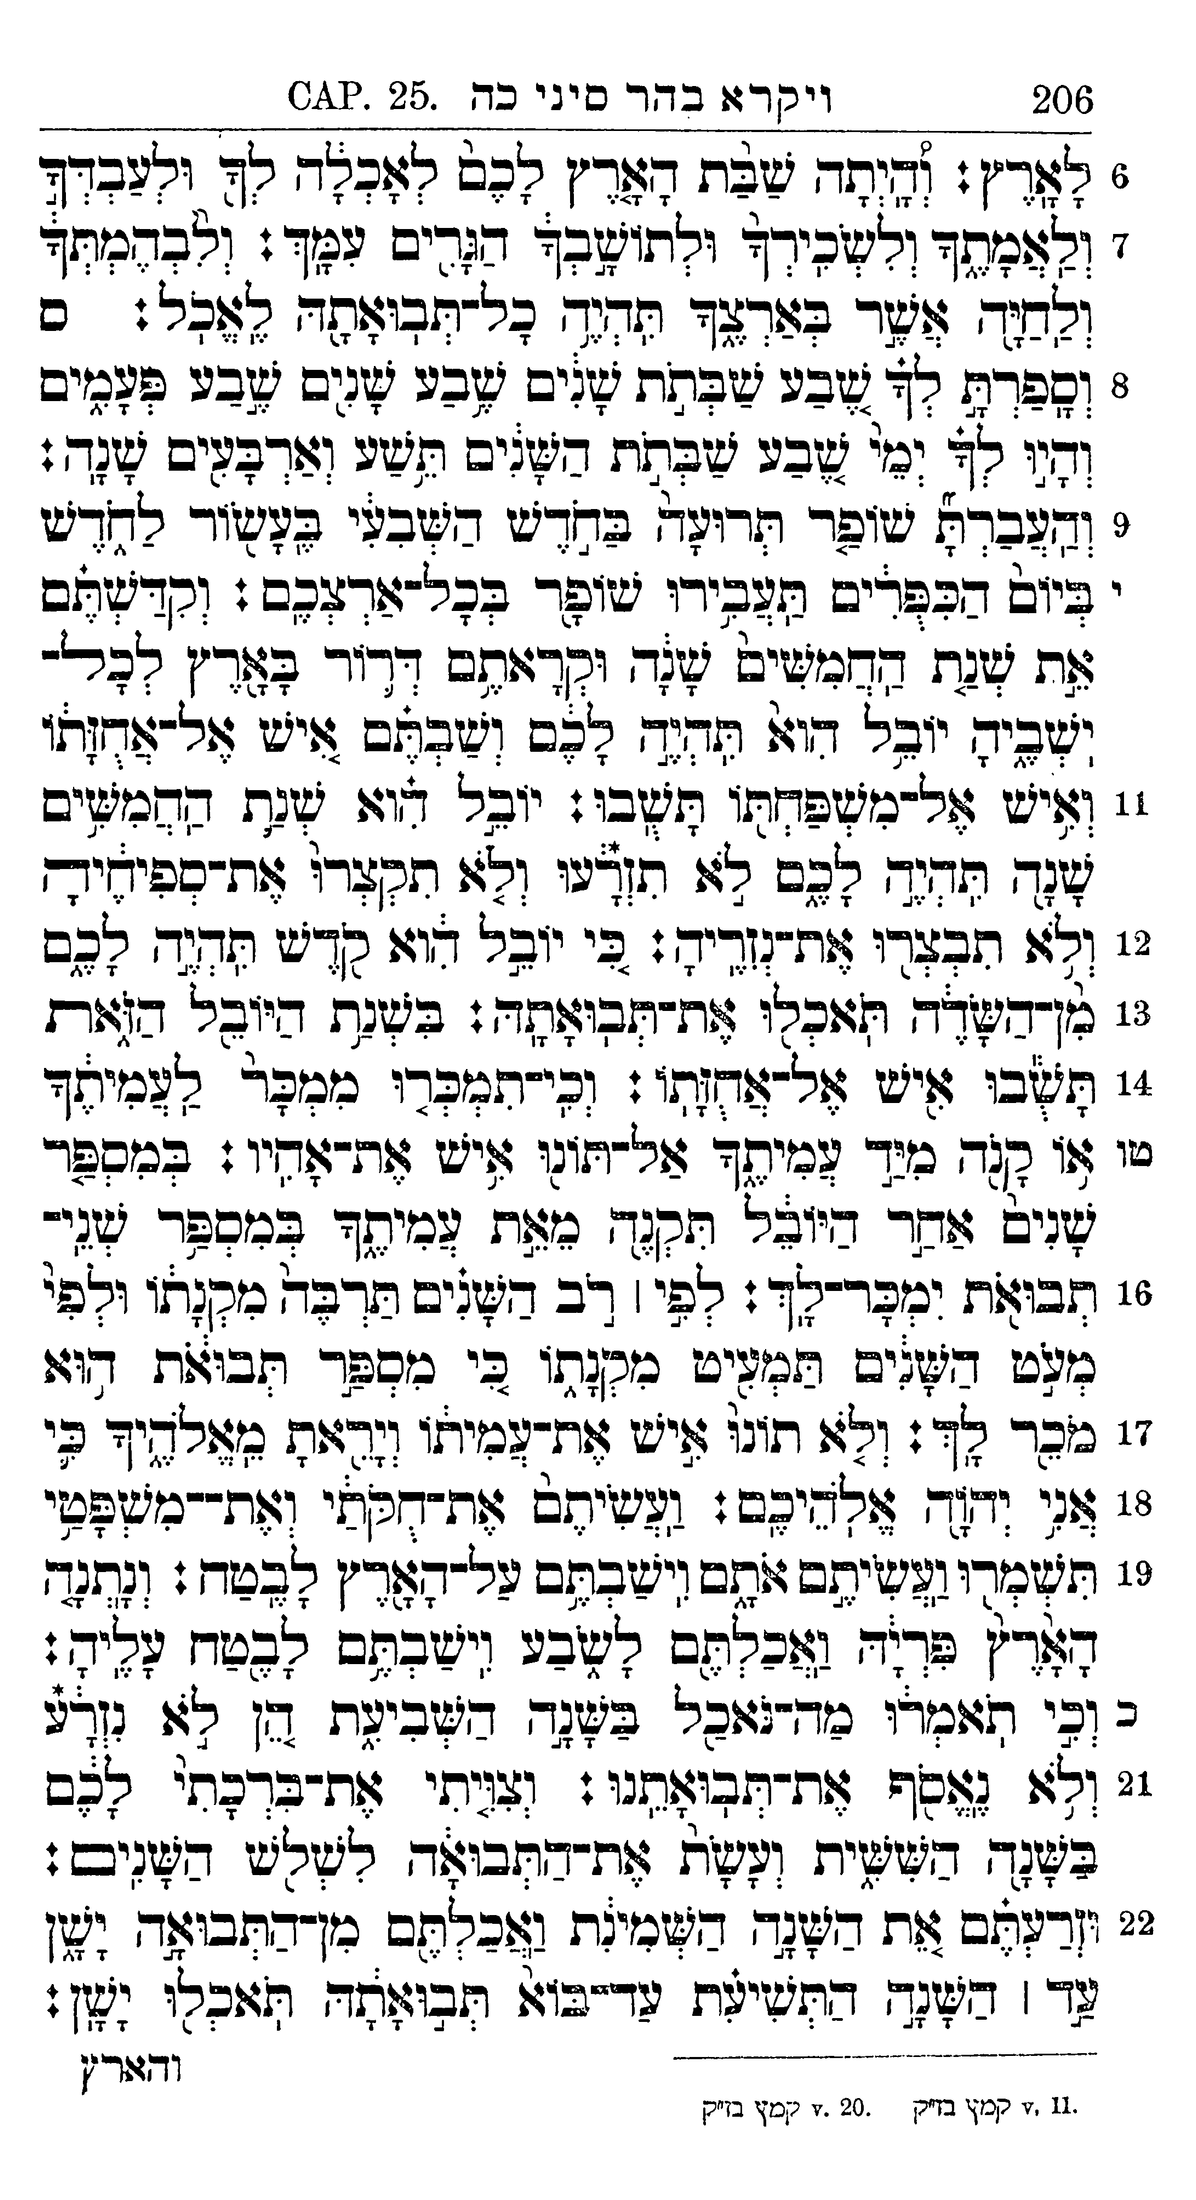 206 ויקרא בהר סיני כה CAP. 25.
6 לָאָֽרֶץ׃ וְ֠הָיְתָה שַׁבַּ֨ת הָאָ֤רֶץ לָכֶם֙ לְאָכְלָ֔ה לְךָ֖ וּלְעַבְדְּךָ֣
7 וְלַאֲמָתֶ֑ךָ וְלִשְׂכִֽירְךָ֙ וּלְתוֹשָׁ֣בְךָ֔ הַגָּרִ֖ים עִמָּֽךְ׃ וְלִ֨בְהֶמְתְּךָ֔
וְלַֽחַיָּ֖ה אֲשֶׁ֣ר בְּאַרְצֶ֑ךָ תִּֽהְיֶ֥ה כָל־תְּבֽוּאָתָ֖הּ לֶֽאֱכֹֽל׃ ס
8 וְסָֽפַרְתָּ֣ לְךָ֗ שֶׁ֚בַע שַׁבְּתֹ֣ת שָׁנִ֔ים שֶׁ֥בַע שָׁנִ֖ים שֶׁ֣בַע פְּעָמִ֑ים
וְהָי֣וּ לְךָ֗ יְמֵי֙ שֶׁ֚בַע שַׁבְּתֹ֣ת הַשָּׁנִ֔ים תֵּ֥שַׁע וְאַרְבָּעִ֖ים שָׁנָֽה׃
9 וְהַֽעֲבַרְתָּ֞ שׁוֹפַ֤ר תְּרוּעָה֙ בַּחֹ֣דֶשׁ הַשְּׁבִעִ֔י בֶּֽעָשׂ֖וֹר לַחֹ֑דֶשׁ
י בְּיוֹם֙ הַכִּפֻּרִ֔ים תַּֽעֲבִ֥ירוּ שׁוֹפָ֖ר בְּכָל־אַרְצְכֶֽם׃ וְקִדַּשְׁתֶּ֗ם
אֵ֣ת שְׁנַ֤ת הַֽחֲמִשִּׁים֙ שָׁנָ֔ה וּקְרָאתֶ֥ם דְּר֛וֹר בָּאָ֖רֶץ לְכָל־
יֽשְׁבֶ֑יהָ יוֹבֵ֥ל הִוא֙ תִּֽהְיֶ֣ה לָכֶ֔ם וְשַׁבְתֶּ֗ם אִ֚ישׁ אֶל־אֲחֻזָּת֔וֹ
11 וְאִ֥ישׁ אֶל־מִשְׁפַּחְתּ֖וֹ תָּשֻֽׁבוּ׃ יוֹבֵ֣ל הִ֗וא שְׁנַ֛ת הַֽחֲמִשִּׁ֥ים
שָׁנָ֖ה תִּֽהְיֶ֣ה לָכֶ֑ם לֹ֣א תִזְרָ֔*עוּ וְלֹ֤א תִקְצְרוּ֙ אֶת־סְפִיחֶ֔יהָ
12 וְלֹ֥א תִבְצְר֖וּ אֶת־נְזִרֶֽיהָ׃ כִּ֚י יוֹבֵ֣ל הִ֔וא קֹ֖דֶשׁ תִּֽהְיֶ֣ה לָכֶ֑ם
13 מִ֨ן־הַשָּׂדֶ֔ה תֹּֽאכְל֖וּ אֶת־תְּבֽוּאָתָֽהּ׃ בִּשְׁנַ֥ת הַיּוֹבֵ֖ל הַזֹּ֑את
14 תָּשֻׁ֕בוּ אִ֖ישׁ אֶל־אֲחֻזָּתֽוֹ׃ וְכִֽי־תִמְכְּר֤וּ מִמְכָּר֙ לַֽעֲמִיתֶ֔ךָ
טו א֥וֹ קָנֹ֖ה מִיַּ֣ד עֲמִיתֶ֑ךָ אַל־תּוֹנ֖וּ אִ֥ישׁ אֶת־אָחִֽיו׃ בְּמִסְפַּ֤ר
שָׁנִים֙ אַחַ֣ר הַיּוֹבֵ֔ל תִּקְנֶ֖ה מֵאֵ֣ת עֲמִיתֶ֑ךָ בְּמִסְפַּ֥ר שְׁנֵֽי־
16 תְבוּאֹ֖ת יִמְכָּר־לָֽךְ׃ לְפִ֣י ׀ רֹ֣ב הַשָּׁנִ֗ים תַּרְבֶּה֙ מִקְנָת֔וֹ וּלְפִי֙
מְעֹ֣ט הַשָּׁנִ֔ים תַּמְעִ֖יט מִקְנָת֑וֹ כִּ֚י מִסְפַּ֣ר תְּבוּאֹ֔ת ה֥וּא
17 מֹכֵ֖ר לָֽךְ׃ וְלֹ֤א תוֹנוּ֙ אִ֣ישׁ אֶת־עֲמִית֔וֹ וְיָרֵ֖אתָ מֵֽאֱלֹהֶ֑יךָ כִּ֛י
18 אֲנִ֥י יְהוָֹ֖ה אֱלֹֽהֵיכֶֽם׃ וַֽעֲשִׂיתֶם֙ אֶת־חֻקֹּתַ֔י וְאֶת־מִשְׁפָּטַ֥י
19 תִּשְׁמְר֖וּ וַֽעֲשִׂיתֶ֣ם אֹתָ֑ם וִֽישַׁבְתֶּ֥ם עַל־הָאָ֖רֶץ לָבֶֽטַח׃ וְנָתְנָ֤ה
הָאָ֙רֶץ֙ פִּרְיָ֔הּ וַֽאֲכַלְתֶּ֖ם לָשֹׂ֑בַע וִֽישַׁבְתֶּ֥ם לָבֶ֖טַח עָלֶֽיהָ׃
כ וְכִ֣י תֹֽאמְר֔וּ מַה־נֹּאכַ֖ל בַּשָּׁנָ֣ה הַשְּׁבִיעִ֑ת הֵ֚ן לֹ֣א נִזְרָ֔*ע
21 וְלֹ֥א נֶֽאֱסֹ֖ף אֶת־תְּבֽוּאָתֵֽנוּ׃ וְצִוִּ֤יתִי אֶת־בִּרְכָתִי֙ לָכֶ֔ם
בַּשָּׁנָ֖ה הַשִּׁשִּׁ֑ית וְעָשָׂת֙ אֶת־הַתְּבוּאָ֔ה לִשְׁלֹ֖שׁ הַשָּׁנִֽים׃
22 וּזְרַעְתֶּ֗ם אֵ֚ת הַשָּׁנָ֣ה הַשְּׁמִינִ֔ת וַֽאֲכַלְתֶּ֖ם מִן־הַתְּבוּאָ֣ה יָשָׁ֑ן
עַ֣ד ׀ הַשָּׁנָ֣ה הַתְּשִׁיעִ֗ת עַד־בּוֹא֙ תְּב֣וּאָתָ֔הּ תֹּֽאכְל֖וּ יָשָֽׁן׃
והארץ
v. 11. קמץ בז״ק v. 20. קמץ בז״ק